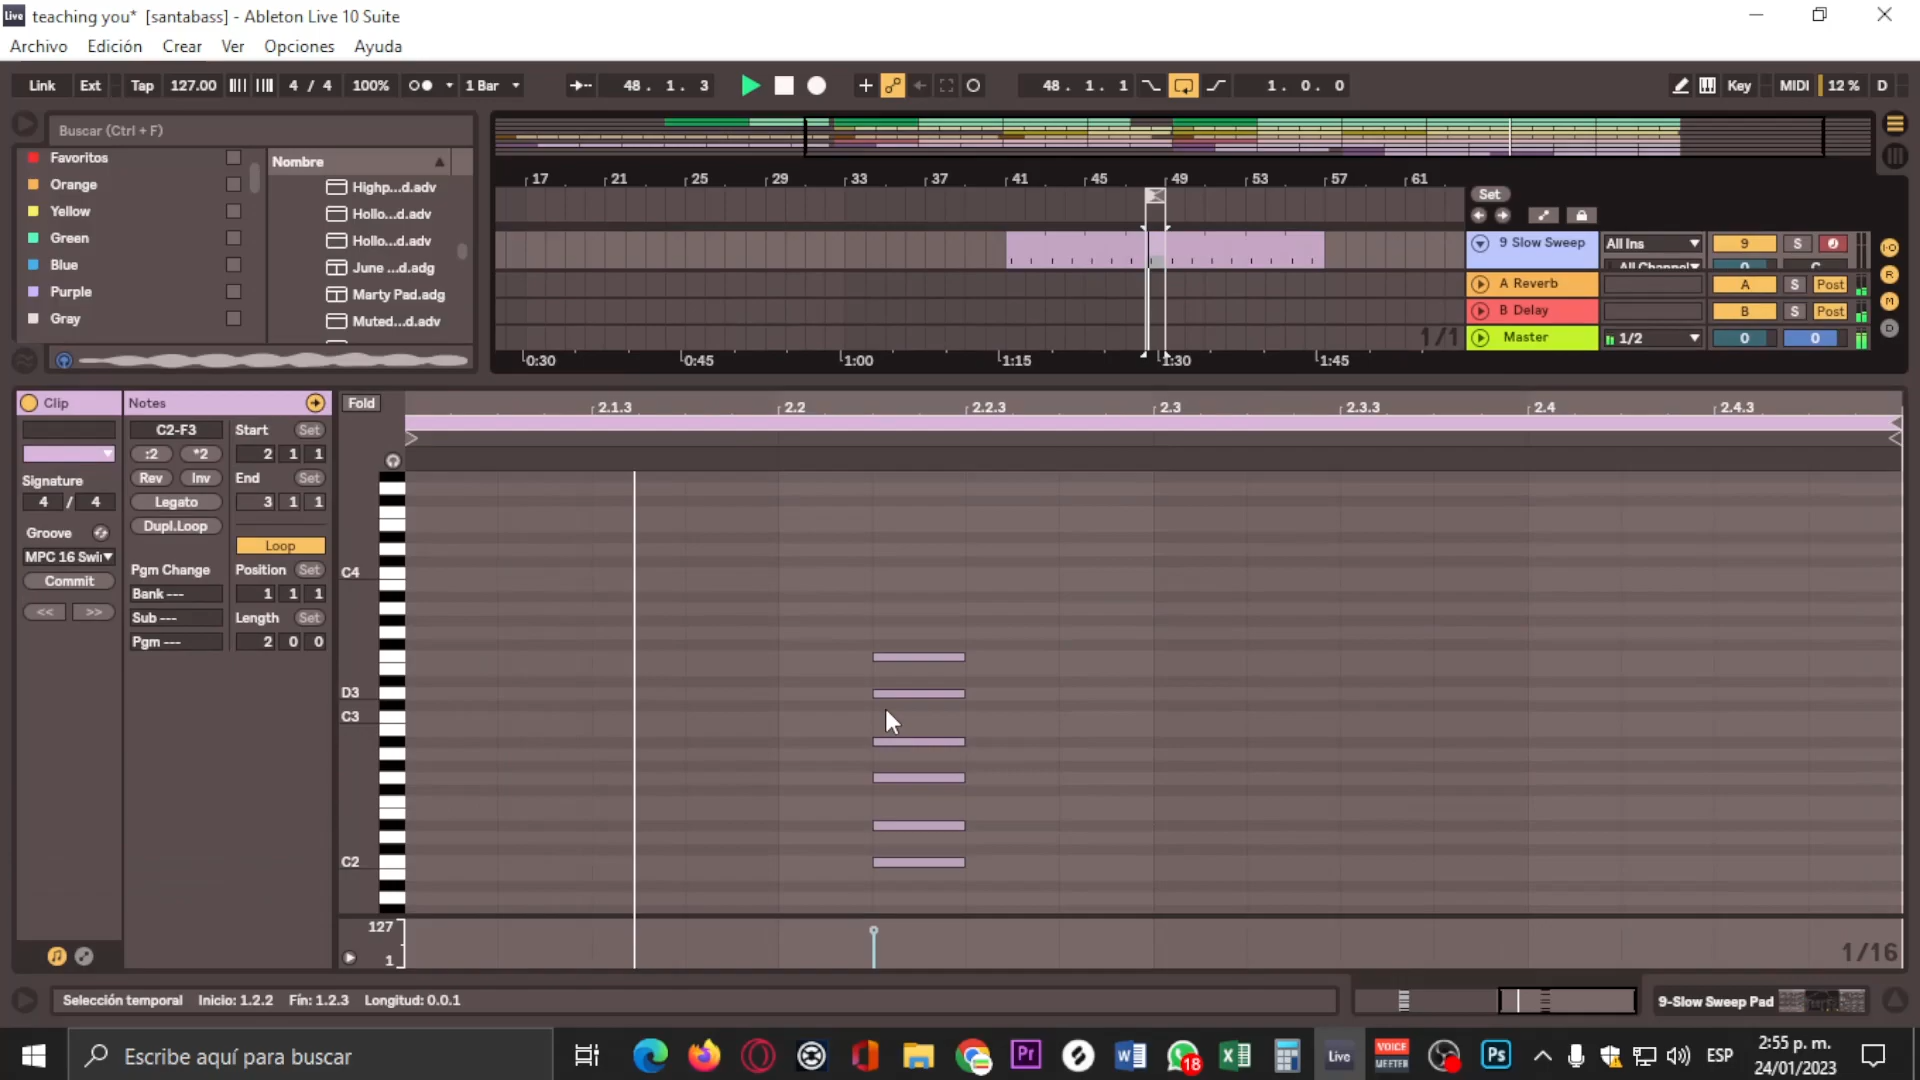 teaching you* [santabass] - Ableton Live 10 Suite
Archivo Edición Crear Ver Opciones Ayuda
Link Ext Tap 127.00 4 / 4 100% 1 Bar 48. 1. 3 48. 1. 1 1. 0. 0 Key MIDI 12 % D
Buscar (Ctrl + F)
Favoritos
Orange
Yellow
Green
Blue
Purple
Gray
Nombre
Highp...d.adv
Hollo...d.adv
Hollo...d.adv
June ...d.adg
Marty Pad.adg
Muted...d.adv
17 21 25 29 33 37 41 45 49 53 57 61
Set
9 Slow Sweep All Ins 9 S
All Channel 0 C
A Reverb A S Post
B Delay B S Post
1/1 Master 1/2 0 0
0:30 0:45 1:00 1:15 1:30 1:45
Clip
Signature
4 / 4
Groove
MPC 16 Swi
Commit
<< >>
Notes
C2-F3
:2 *2
Rev Inv
Legato
Dupl.Loop
Pgm Change
Bank ---
Sub ---
Pgm ---
Start Set
2 1 1
End Set
3 1 1
Loop
Position Set
1 1 1
Length Set
2 0 0
Fold
2.1.3 2.2 2.2.3 2.3 2.3.3 2.4 2.4.3
C4
D3
C3
C2
127
1
1/16
Selección temporal Inicio: 1.2.2 Fín: 1.2.3 Longitud: 0.0.1
9-Slow Sweep Pad
Escribe aquí para buscar
Pr
18
Live
VOICE
MEETER
Ps
ESP
2:55 p. m.
24/01/2023